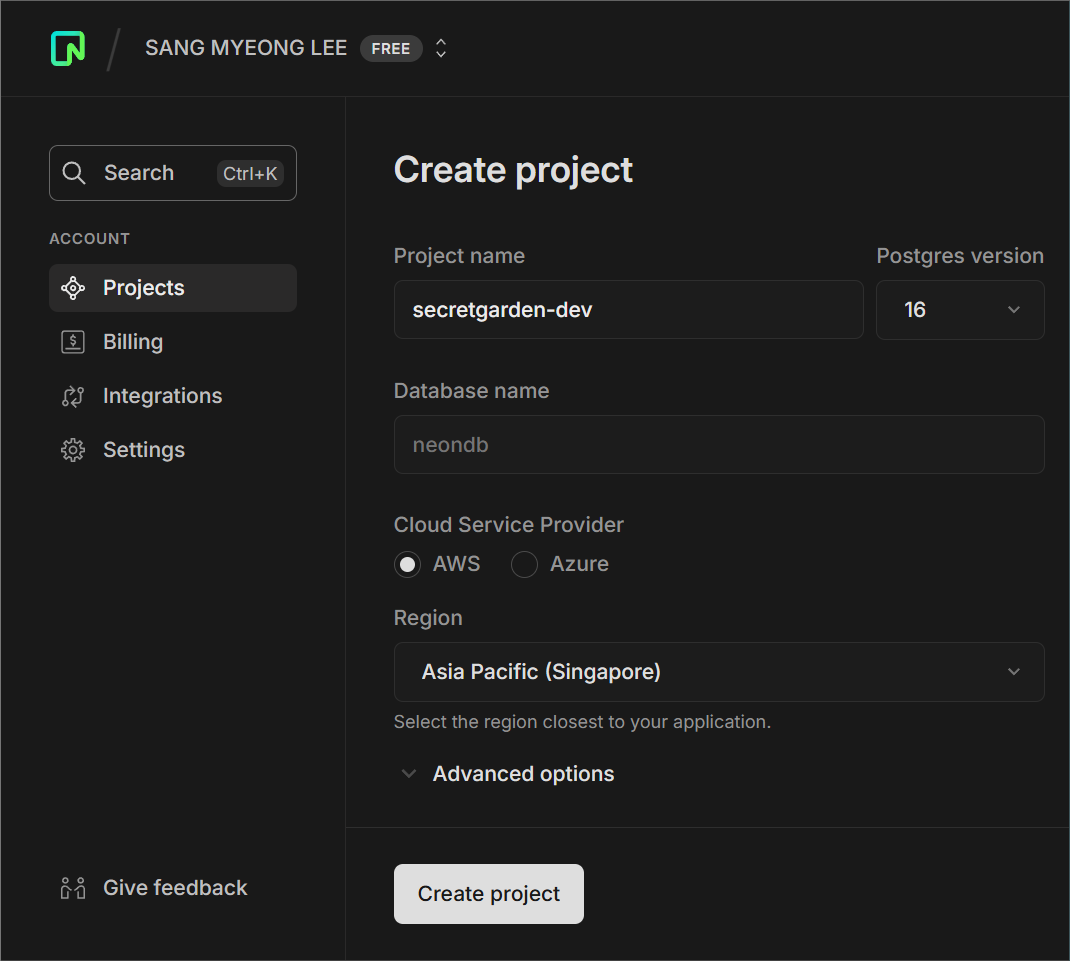 SANG MYEONG LEE FREE
Search Ctrl+K
ACCOUNT
Projects
Billing
Integrations
Settings
Give feedback
Create project
Project name
secretgarden-dev
Postgres version
16
Database name
neondb
Cloud Service Provider
AWS Azure
Region
Asia Pacific (Singapore)
Select the region closest to your application.
Advanced options
Create project